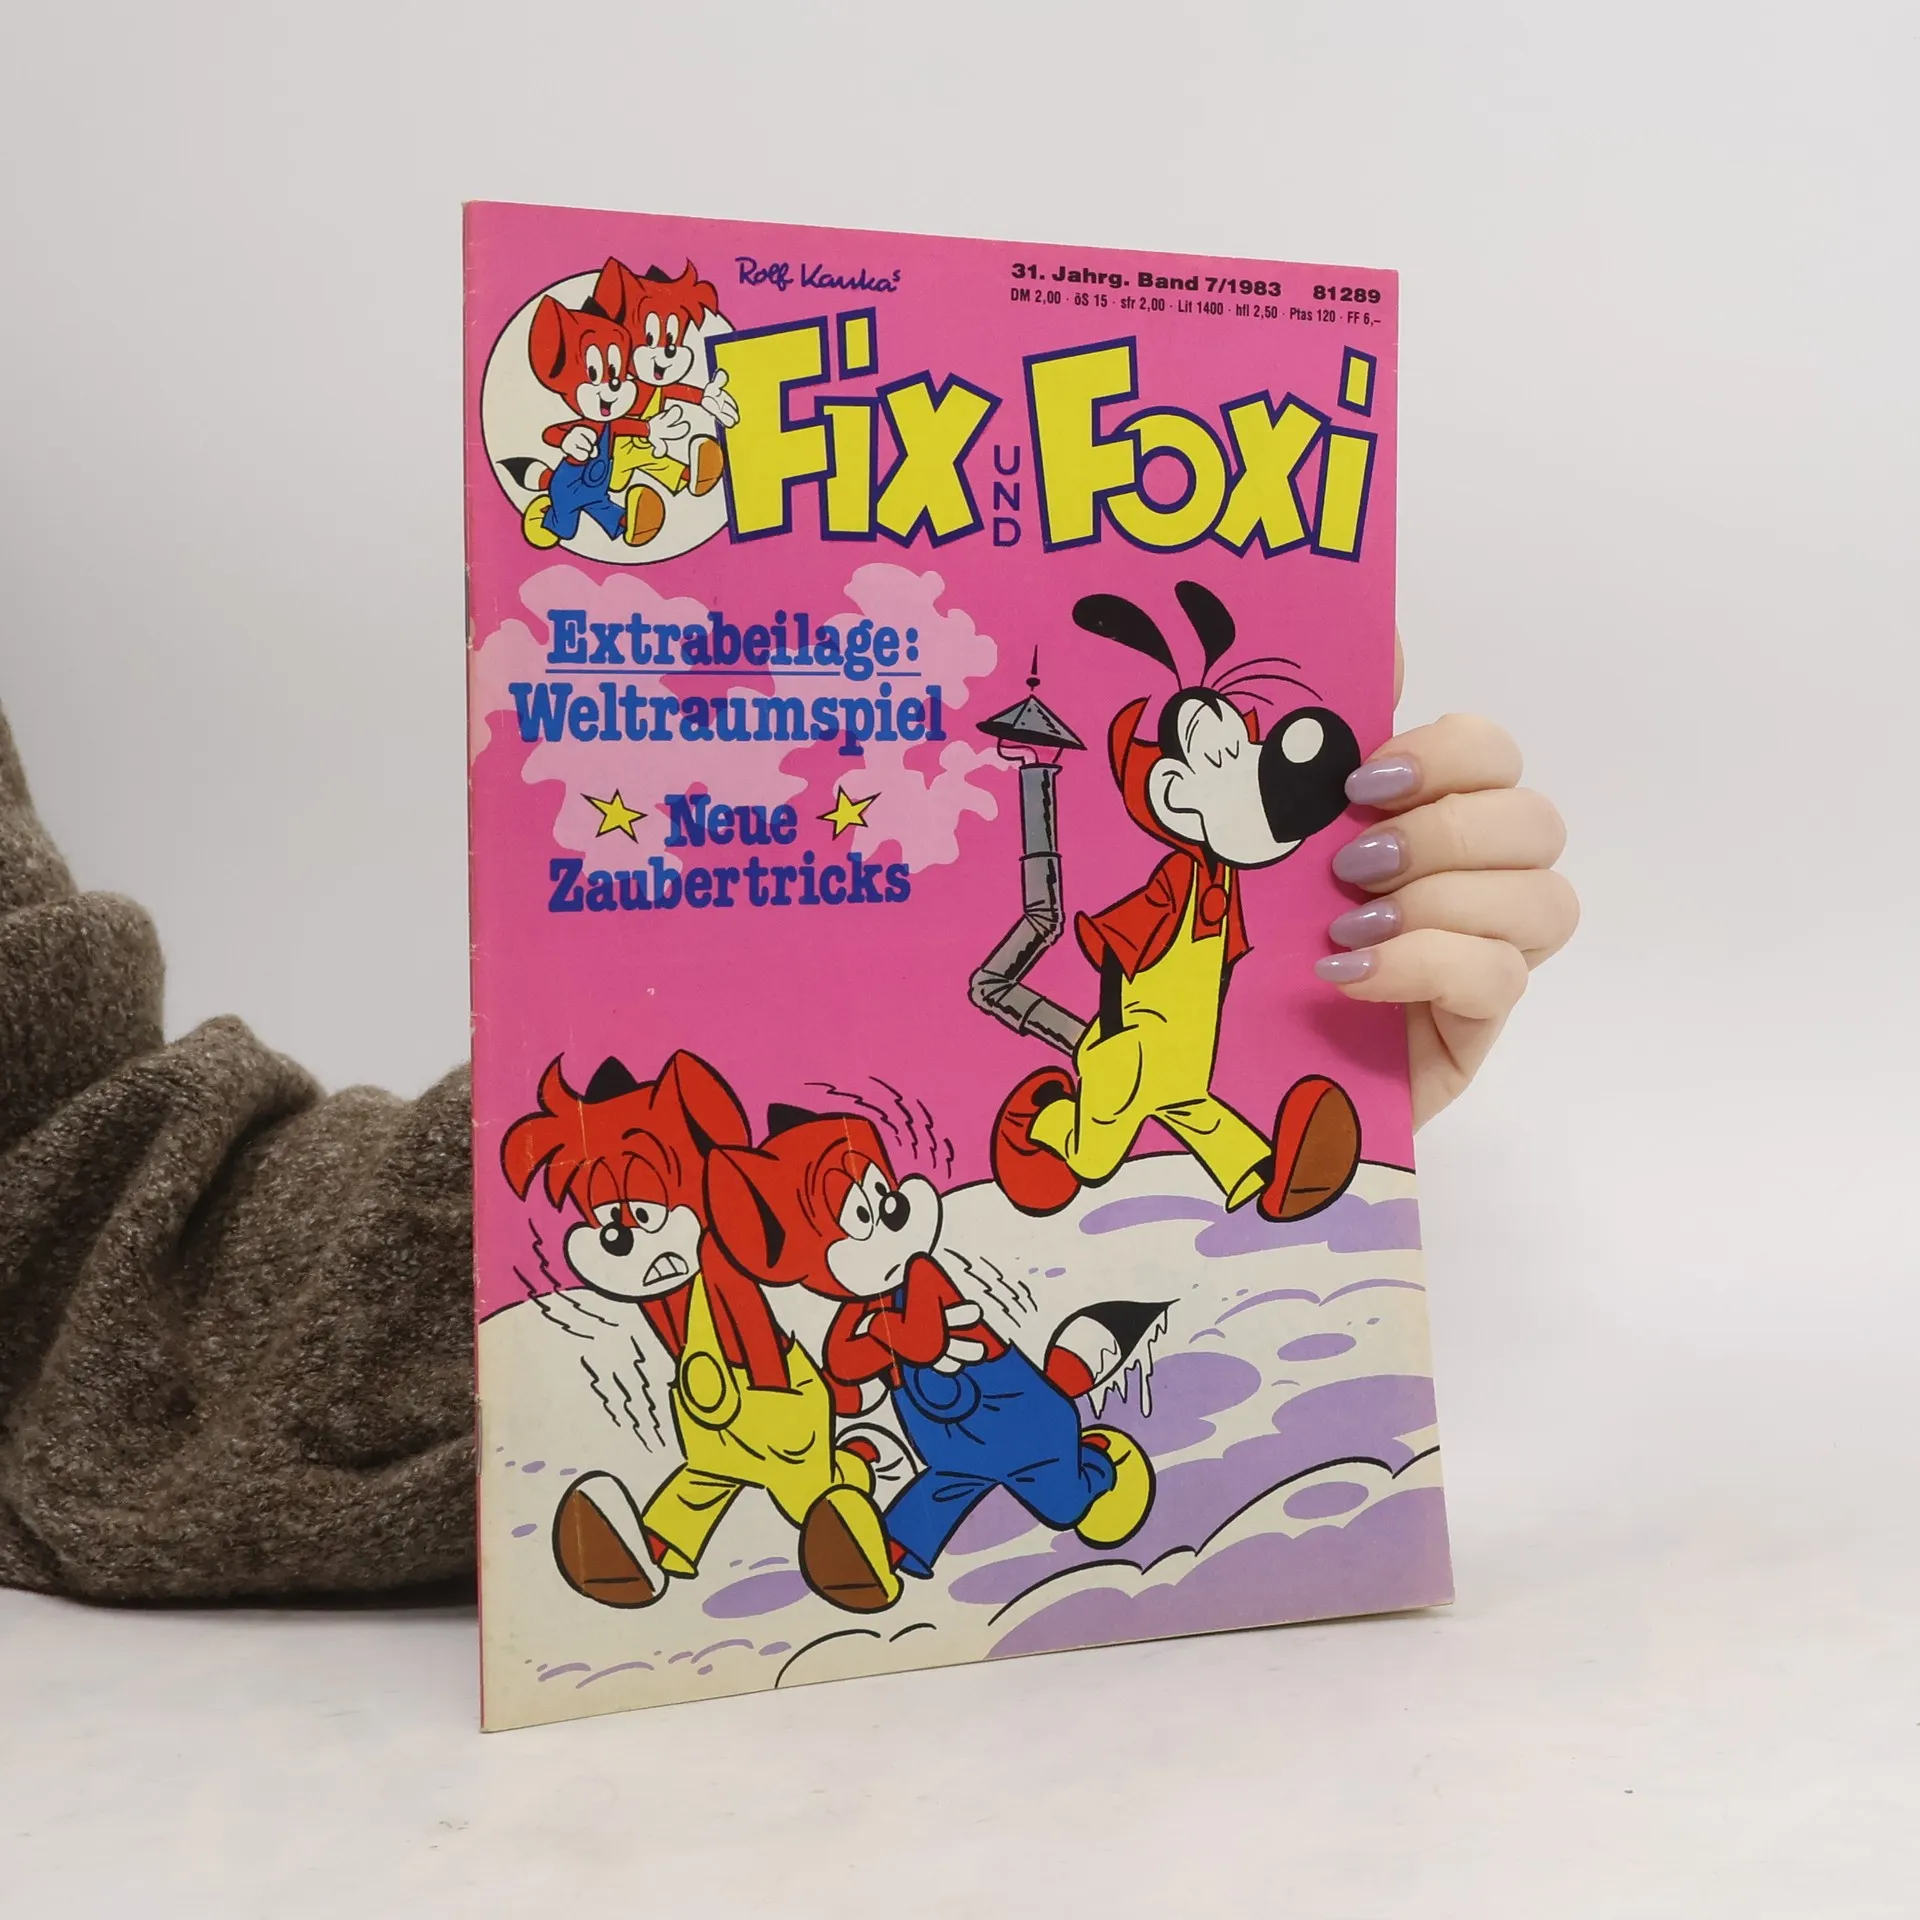 Rolf Kauka's
31. Jahrg. Band 7/1983 81289
DM 2,00 · öS 15 · sfr 2,00 · Lit 1400 · hfl 2,50 · Ptas 120 · FF 6,–
Fix UND Foxi
Extrabeilage:
Weltraumspiel
Neue
Zaubertricks